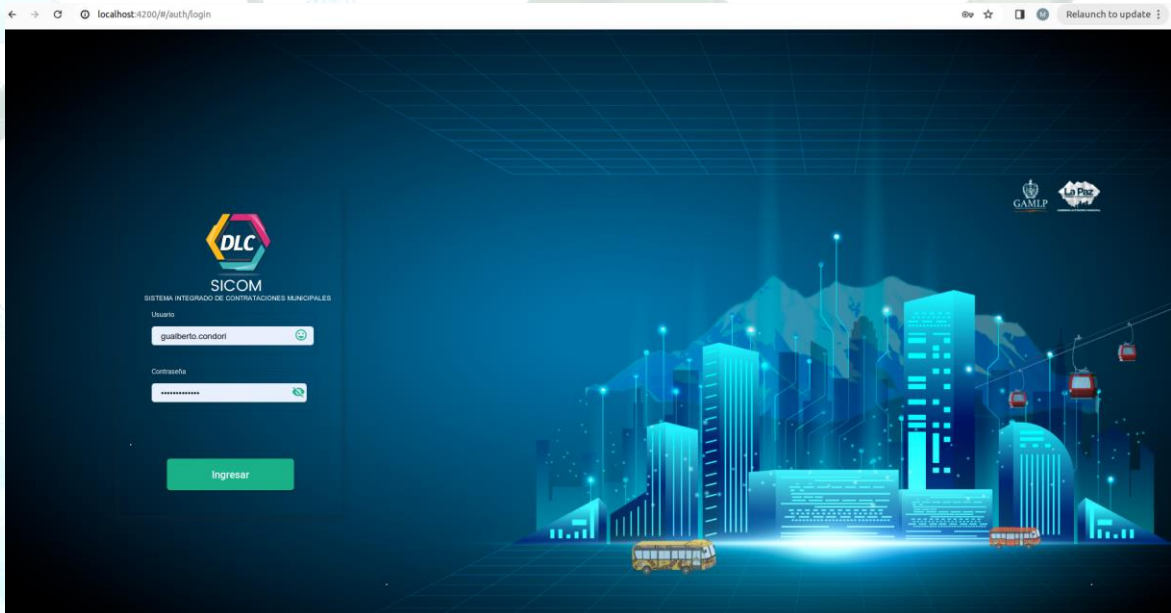 localhost:4200/#/auth/login
Relaunch to update
GAMLP
La Paz
DLC
SICOM
SISTEMA INTEGRADO DE CONTRATACIONES MUNICIPALES
Usuario
gualberto.condori
Contraseña
•••••••••••••
Ingresar